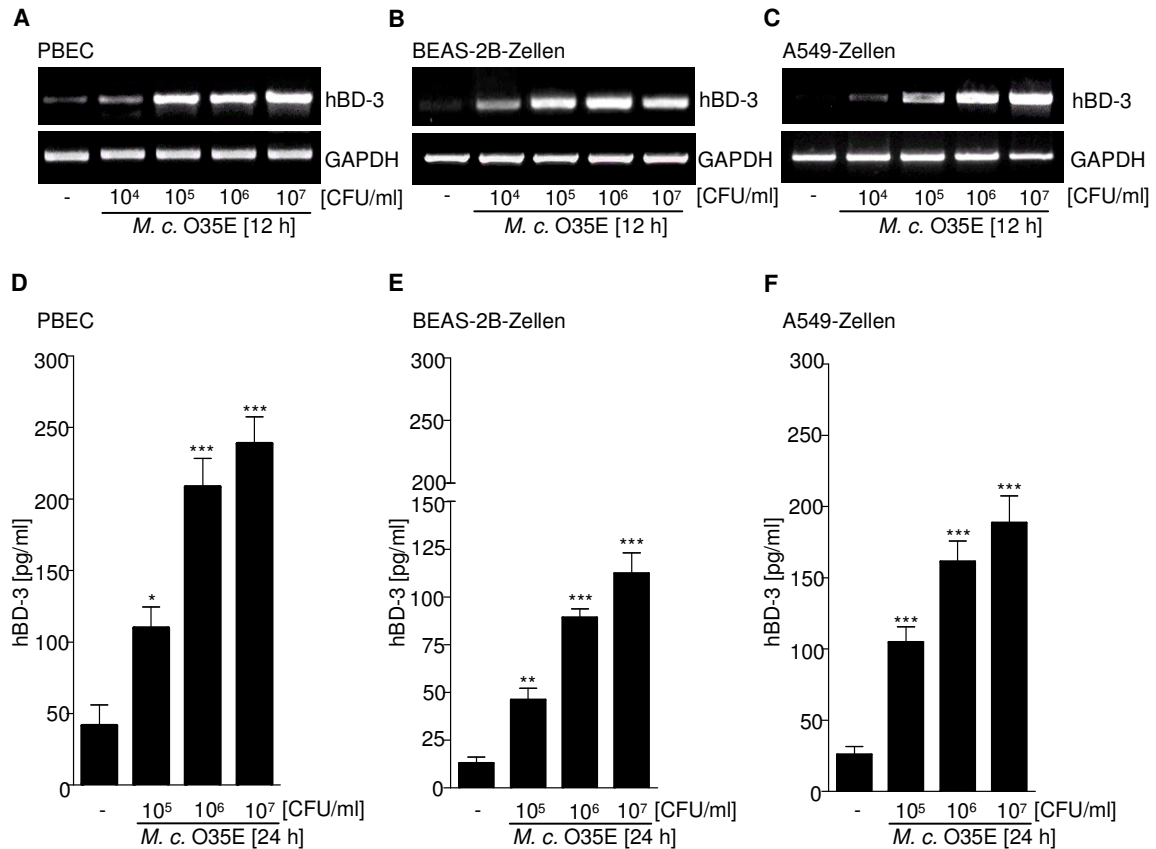 A
PBEC
hBD-3
GAPDH
- 10⁴ 10⁵ 10⁶ 10⁷ [CFU/ml]
M. c. O35E [12 h]
B
BEAS-2B-Zellen
hBD-3
GAPDH
- 10⁴ 10⁵ 10⁶ 10⁷ [CFU/ml]
M. c. O35E [12 h]
C
A549-Zellen
hBD-3
GAPDH
- 10⁴ 10⁵ 10⁶ 10⁷ [CFU/ml]
M. c. O35E [12 h]
D
PBEC
hBD-3 [pg/ml]
300
250
200
150
100
50
0
*
***
***
- 10⁵ 10⁶ 10⁷ [CFU/ml]
M. c. O35E [24 h]
E
BEAS-2B-Zellen
hBD-3 [pg/ml]
300
250
200
150
125
100
75
50
25
0
**
***
***
- 10⁵ 10⁶ 10⁷ [CFU/ml]
M. c. O35E [24 h]
F
A549-Zellen
hBD-3 [pg/ml]
300
250
200
150
100
50
0
***
***
***
- 10⁵ 10⁶ 10⁷ [CFU/ml]
M. c. O35E [24 h]